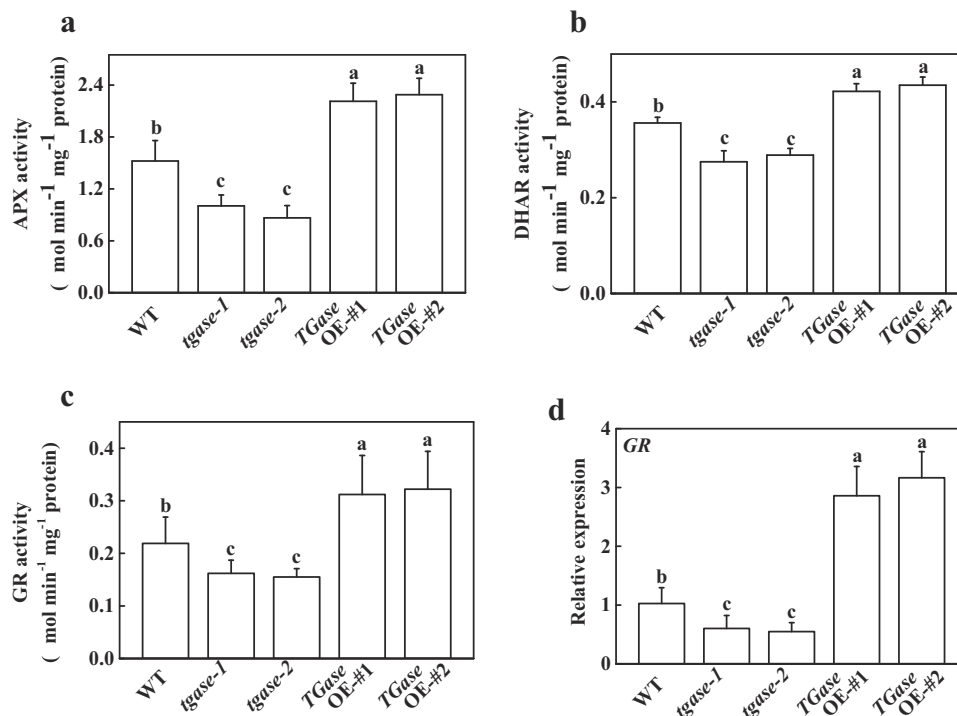 a
APX activity
( mol min-1 mg-1 protein)
2.4
1.8
1.2
0.6
0.0
b
c
c
a
a
WT
tgase-1
tgase-2
TGase
OE-#1
TGase
OE-#2
b
DHAR activity
( mol min-1 mg-1 protein)
0.4
0.2
0.0
b
c
c
a
a
WT
tgase-1
tgase-2
TGase
OE-#1
TGase
OE-#2
c
GR activity
( mol min-1 mg-1 protein)
0.4
0.3
0.2
0.1
0.0
b
c
c
a
a
WT
tgase-1
tgase-2
TGase
OE-#1
TGase
OE-#2
d
GR
Relative expression
4
3
2
1
0
b
c
c
a
a
WT
tgase-1
tgase-2
TGase
OE-#1
TGase
OE-#2